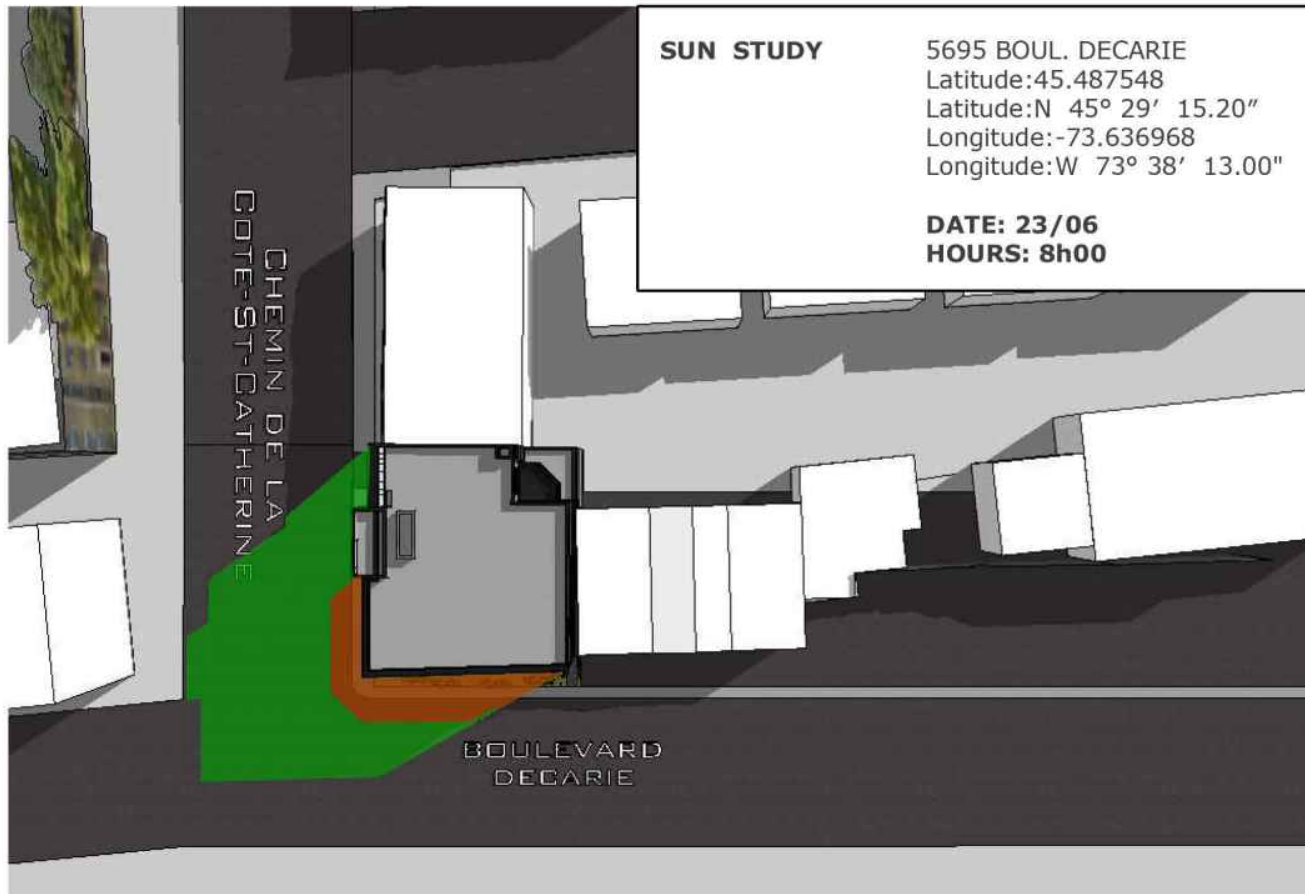 SUN STUDY
5695 BOUL. DECARIE
Latitude:45.487548
Latitude:N 45° 29′ 15.20″
Longitude:-73.636968
Longitude:W 73° 38′ 13.00"
DATE: 23/06
HOURS: 8h00
CHEMIN DE LA
COTE-ST-CATHERINE
BOULEVARD
DECARIE